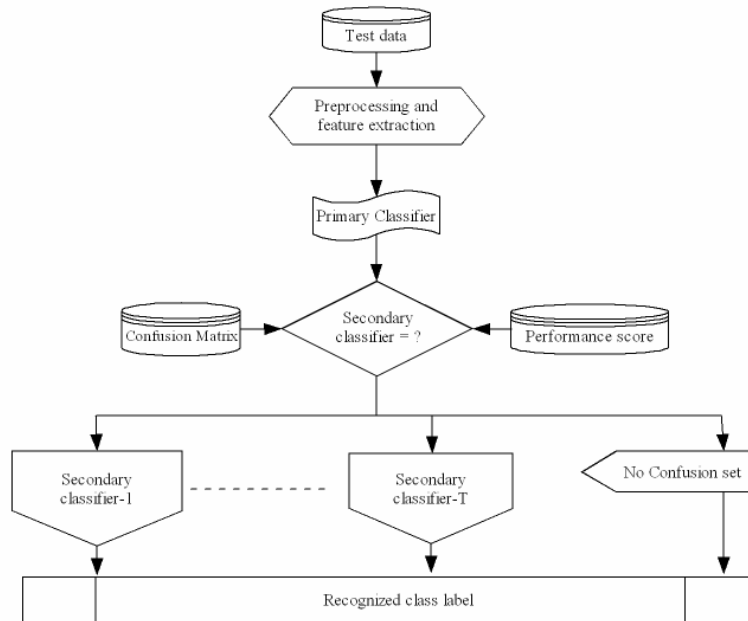 Test data
Preprocessing and
feature extraction
Primary Classifier
Secondary
classifier = ?
Confusion Matrix
Performance score
Secondary
classifier-1
Secondary
classifier-T
No Confusion set
Recognized class label